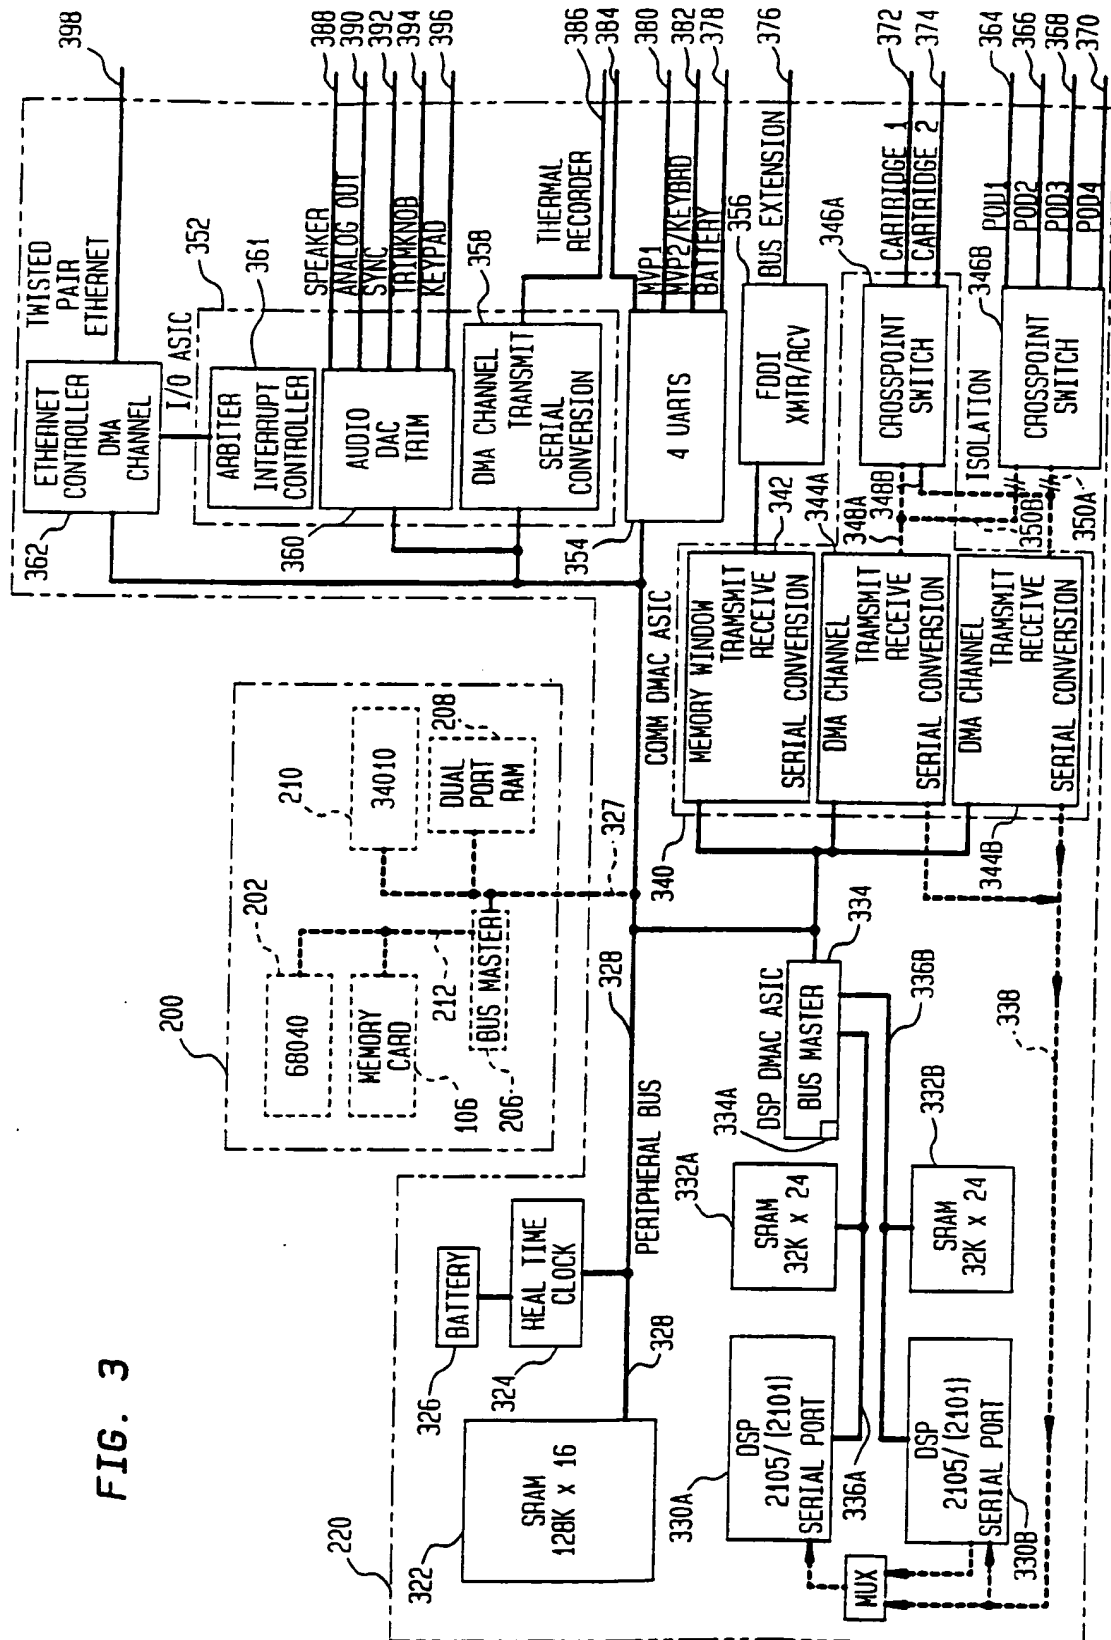 FIG. 3
200
202
68040
MEMORY
CARD
106
212
BUS MASTER
206
210
34010
208
DUAL
PORT
RAM
327
220
322
SRAM
128K x 16
326
BATTERY
324
HEAL TIME
CLOCK
328
PERIPHERAL BUS
328
330A
DSP
2105/(2101)
SERIAL PORT
336A
MUX
DSP
2105/(2101)
SERIAL PORT
330B
332A
SRAM
32K x 24
SRAM
32K x 24
332B
DSP DMAC ASIC
334A
BUS MASTER
334
336B
338
340
COMM DMAC ASIC
MEMORY WINDOW
TRAMSMIT
RECEIVE
SERIAL CONVERSION
342
DMA CHANNEL
TRAMSMIT
RECEIVE
SERIAL CONVERSION
344A
DMA CHANNEL
TRAMSMIT
RECEIVE
SERIAL CONVERSION
344B
348A
348B
350B
350A
ISOLATION
362
ETHERNET
CONTROLLER
DMA
CHANNEL
TWISTED
PAIR
ETHERNET
398
I/O ASIC
352
ARBITER
INTERRUPT
CONTROLLER
361
360
AUDIO
DAC
TRIM
SPEAKER
ANALOG OUT
SYNC
TRIMKNOB
KEYPAD
388
390
392
394
396
DMA CHANNEL
TRANSMIT
SERIAL
CONVERSION
358
THERMAL
RECORDER
386
384
354
4 UARTS
MVP1
MVP2/KEYBRD
BATTERY
380
382
378
356
FDDI
XMTR/RCV
BUS EXTENSION
376
346A
CROSSPOINT
SWITCH
CARTRIDGE 1
CARTRIDGE 2
372
374
346B
CROSSPOINT
SWITCH
POD1
POD2
POD3
POD4
364
366
368
370